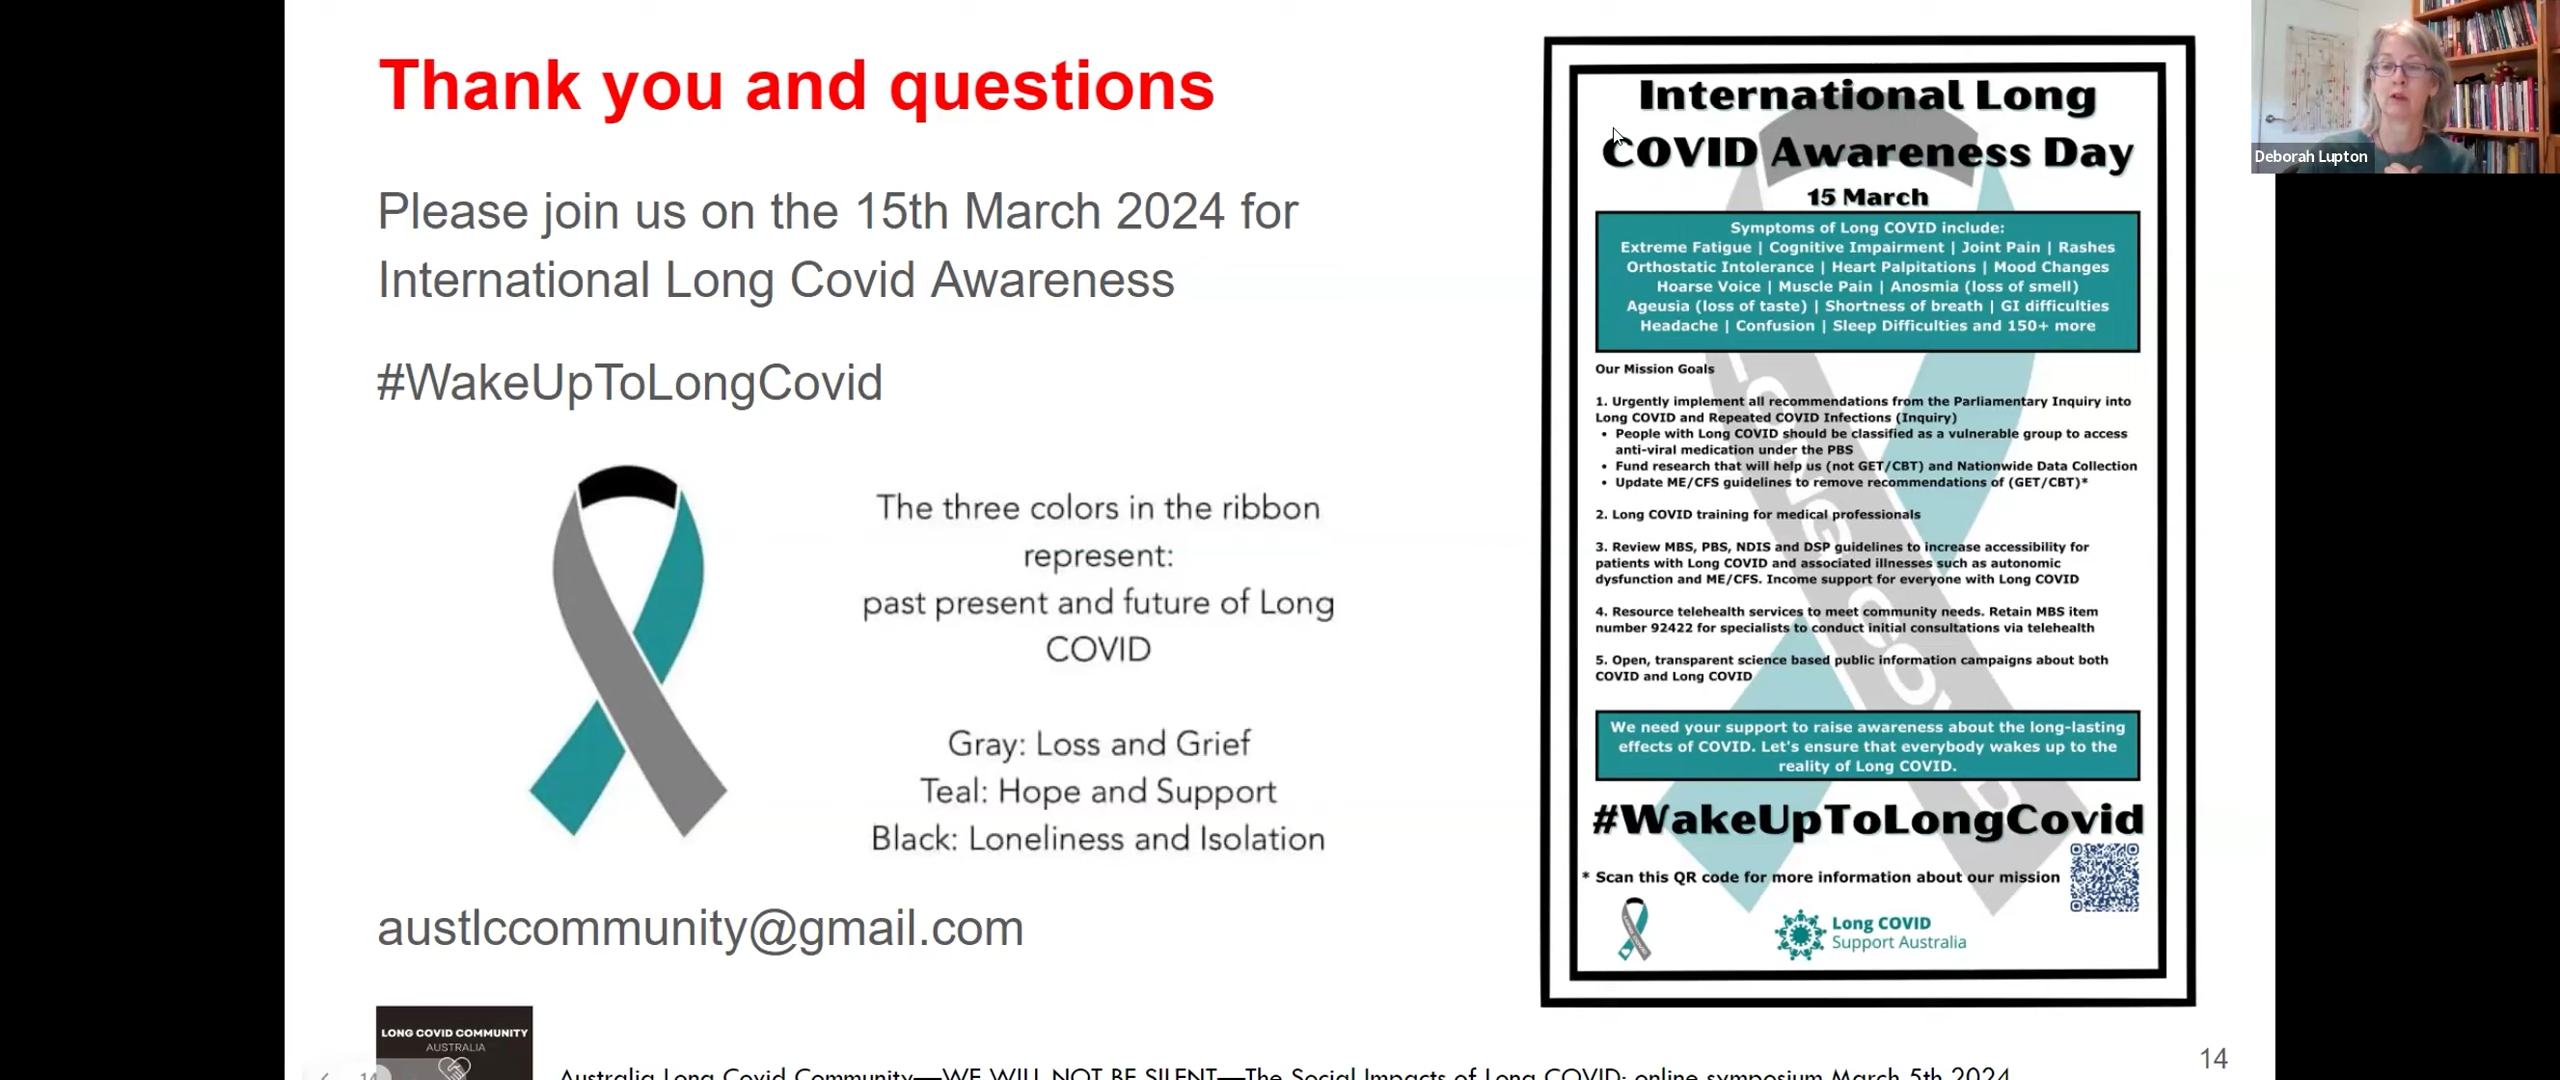 Thank you and questions
Please join us on the 15th March 2024 for
International Long Covid Awareness
#WakeUpToLongCovid
The three colors in the ribbon
represent:
past present and future of Long
COVID
Gray: Loss and Grief
Teal: Hope and Support
Black: Loneliness and Isolation
austlccommunity@gmail.com
LONG COVID COMMUNITY
AUSTRALIA
14
Australia Long Covid Community—WE WILL NOT BE SILENT—The Social Impacts of Long COVID: online symposium March 5th 2024
14
International Long
COVID Awareness Day
15 March
Symptoms of Long COVID include:
Extreme Fatigue | Cognitive Impairment | Joint Pain | Rashes
Orthostatic Intolerance | Heart Palpitations | Mood Changes
Hoarse Voice | Muscle Pain | Anosmia (loss of smell)
Ageusia (loss of taste) | Shortness of breath | GI difficulties
Headache | Confusion | Sleep Difficulties and 150+ more
Our Mission Goals
1. Urgently implement all recommendations from the Parliamentary Inquiry into
Long COVID and Repeated COVID Infections (Inquiry)
• People with Long COVID should be classified as a vulnerable group to access
anti-viral medication under the PBS
• Fund research that will help us (not GET/CBT) and Nationwide Data Collection
• Update ME/CFS guidelines to remove recommendations of (GET/CBT)*
2. Long COVID training for medical professionals
3. Review MBS, PBS, NDIS and DSP guidelines to increase accessibility for
patients with Long COVID and associated illnesses such as autonomic
dysfunction and ME/CFS. Income support for everyone with Long COVID
4. Resource telehealth services to meet community needs. Retain MBS item
number 92422 for specialists to conduct initial consultations via telehealth
5. Open, transparent science based public information campaigns about both
COVID and Long COVID
We need your support to raise awareness about the long-lasting
effects of COVID. Let's ensure that everybody wakes up to the
reality of Long COVID.
#WakeUpToLongCovid
* Scan this QR code for more information about our mission
Long COVID
Support Australia
Deborah Lupton